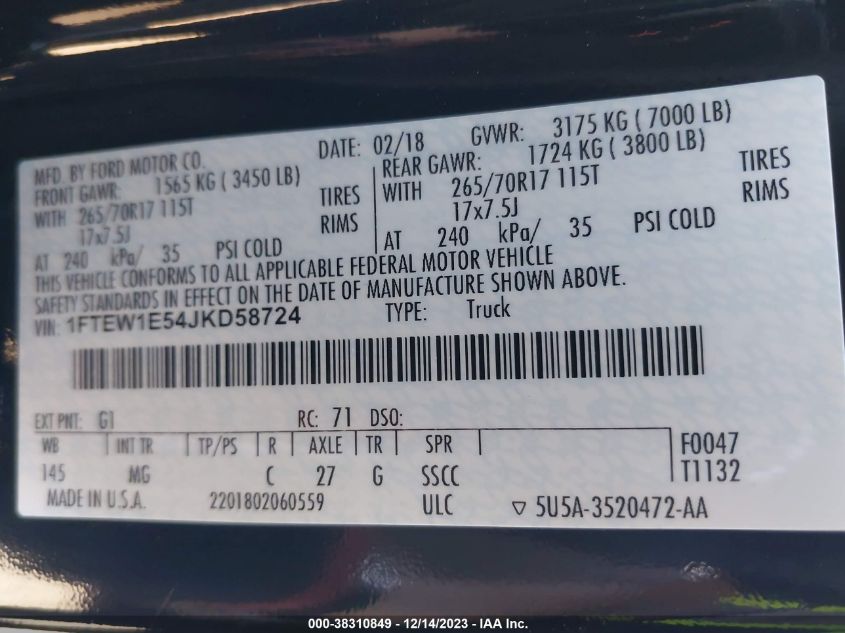 MFD. BY FORD MOTOR CO. DATE: 02/18 GVWR: 3175 KG ( 7000 LB)
FRONT GAWR: 1565 KG ( 3450 LB) REAR GAWR: 1724 KG ( 3800 LB)
WITH 265/70R17 115T TIRES WITH 265/70R17 115T TIRES
17x7.5J RIMS 17x7.5J RIMS
AT 240 kPa/ 35 PSI COLD AT 240 kPa/ 35 PSI COLD
THIS VEHICLE CONFORMS TO ALL APPLICABLE FEDERAL MOTOR VEHICLE
SAFETY STANDARDS IN EFFECT ON THE DATE OF MANUFACTURE SHOWN ABOVE.
VIN: 1FTEW1E54JKD58724 TYPE: Truck
EXT PNT: G1 RC: 71 DSO:
WB INT TR TP/PS R AXLE TR SPR F0047
145 MG C 27 G SSCC T1132
MADE IN U.S.A. 2201802060559 ULC ▽ 5U5A-3520472-AA
000-38310849 - 12/14/2023 - IAA Inc.